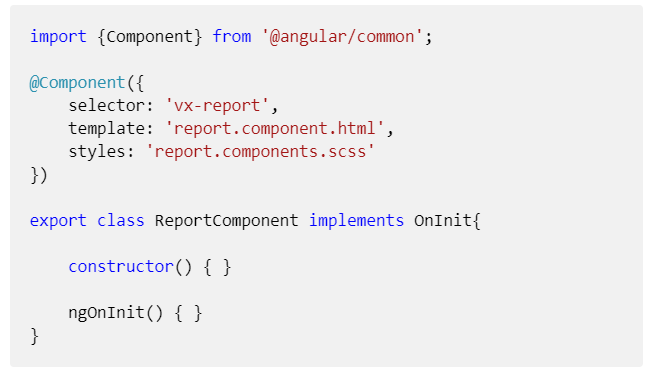 import {Component} from '@angular/common';
@Component({
selector: 'vx-report',
template: 'report.component.html',
styles: 'report.components.scss'
})
export class ReportComponent implements OnInit{
constructor() { }
ngOnInit() { }
}